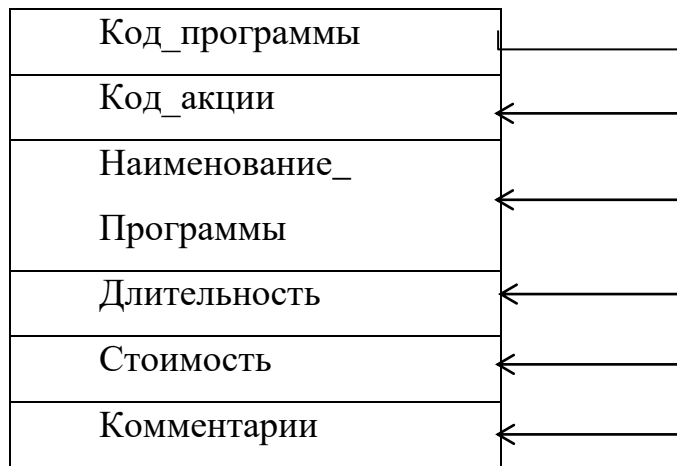 Код_программы
Код_акции
Наименование_
Программы
Длительность
Стоимость
Комментарии